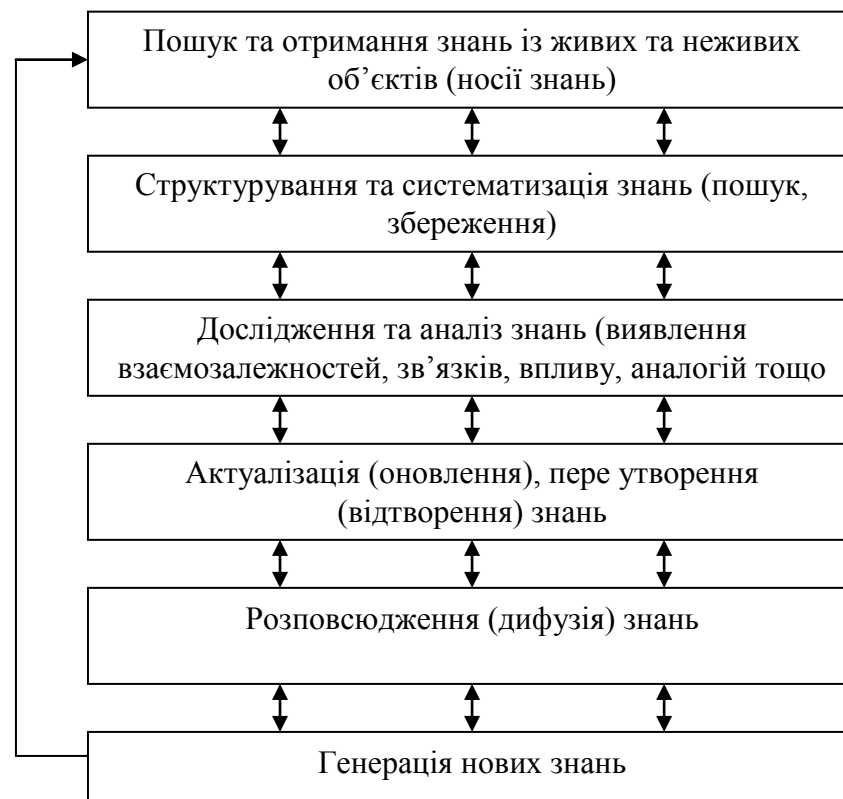 Пошук та отримання знань із живих та неживих
об’єктів (носії знань)
Структурування та систематизація знань (пошук,
збереження)
Дослідження та аналіз знань (виявлення
взаємозалежностей, зв’язків, впливу, аналогій тощо
Актуалізація (оновлення), пере утворення
(відтворення) знань
Розповсюдження (дифузія) знань
Генерація нових знань